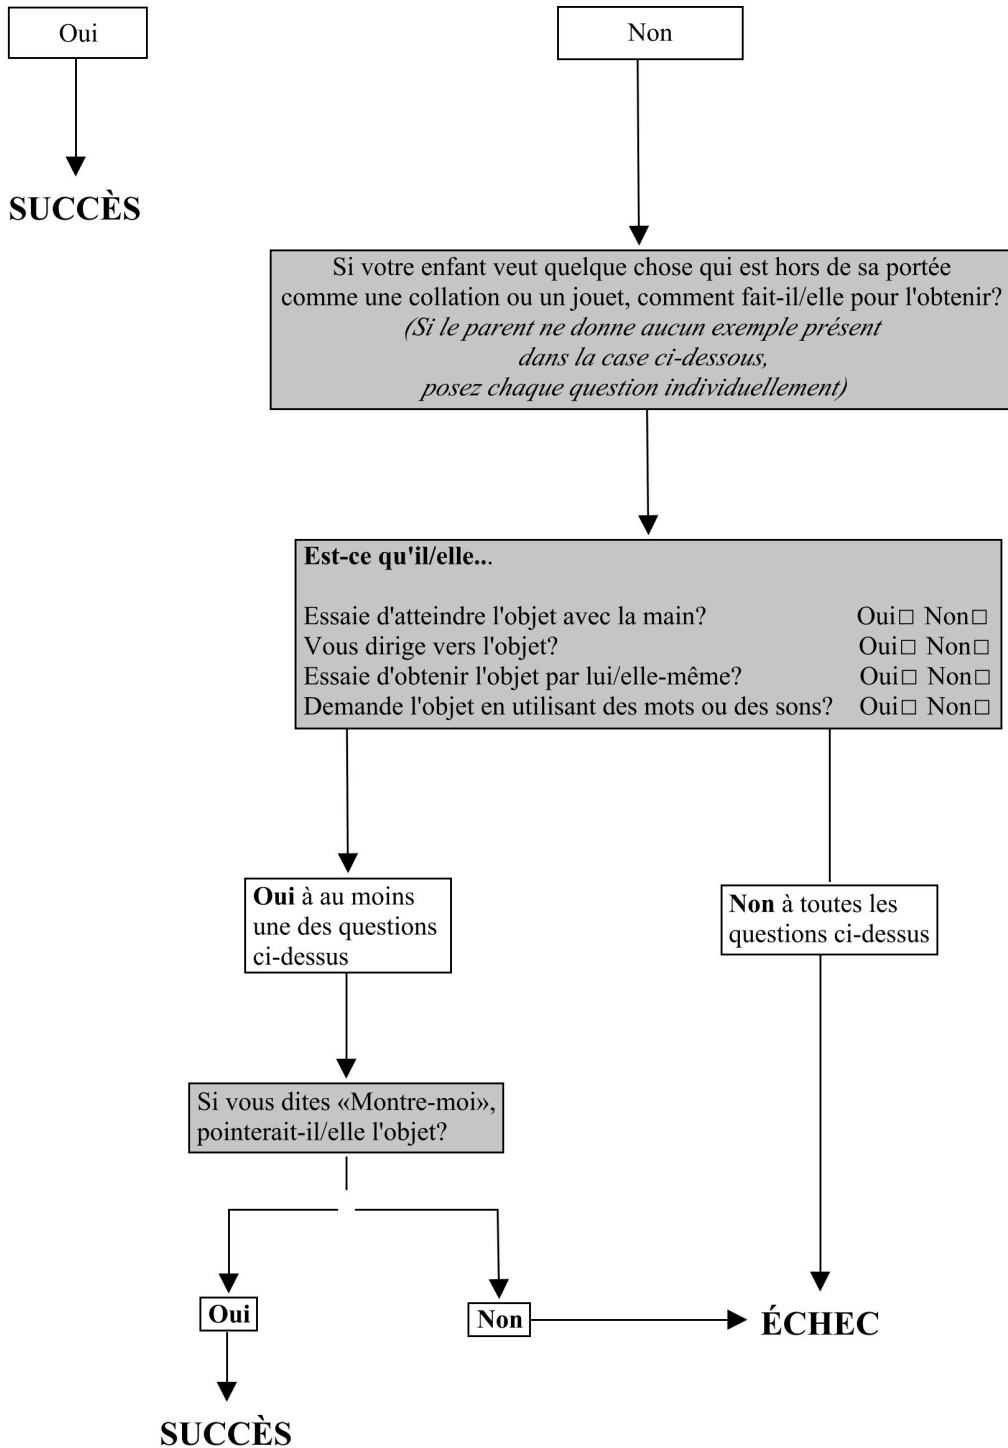 Oui
Non
SUCCÈS
Si votre enfant veut quelque chose qui est hors de sa portée
comme une collation ou un jouet, comment fait-il/elle pour l'obtenir?
(Si le parent ne donne aucun exemple présent
dans la case ci-dessous,
posez chaque question individuellement)
Est-ce qu'il/elle...
Essaie d'atteindre l'objet avec la main? Oui□ Non□
Vous dirige vers l'objet? Oui□ Non□
Essaie d'obtenir l'objet par lui/elle-même? Oui□ Non□
Demande l'objet en utilisant des mots ou des sons? Oui□ Non□
Oui à au moins
une des questions
ci-dessus
Non à toutes les
questions ci-dessus
Si vous dites «Montre-moi»,
pointerait-il/elle l'objet?
Oui
Non
ÉCHEC
SUCCÈS